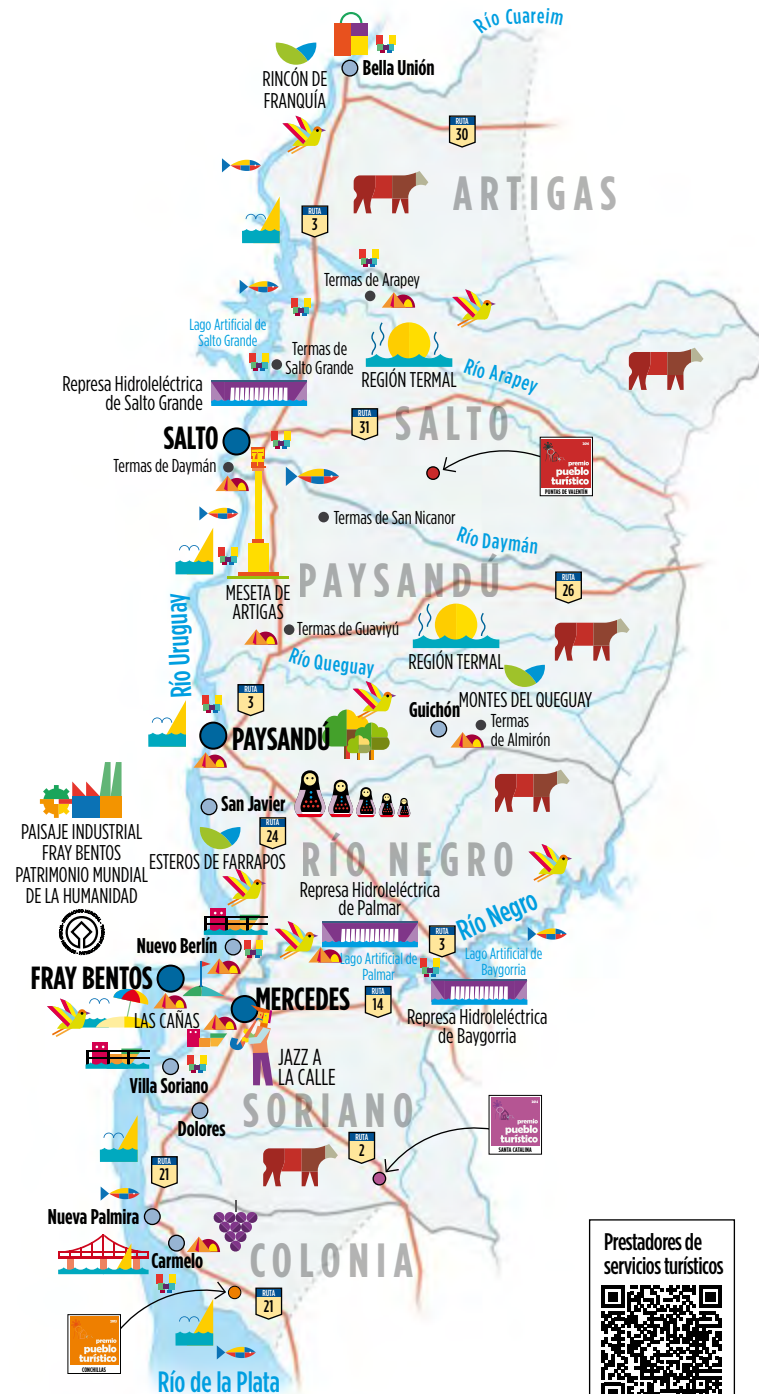 Río Cuareim
Bella Unión
RINCÓN DE
FRANQUÍA
RUTA
30
ARTIGAS
RUTA
3
Termas de Arapey
Lago Artificial de
Salto Grande
Termas de
Salto Grande
REGIÓN TERMAL
Río Arapey
Represa Hidroleléctrica
de Salto Grande
SALTO
RUTA
31
SALTO
Termas de Daymán
premio
pueblo
turístico
PUNTAS DE VALENTÍN
Termas de San Nicanor
Río Daymán
PAYSANDÚ
RUTA
26
MESETA DE
ARTIGAS
Termas de Guaviyú
Río Uruguay
Río Queguay
REGIÓN TERMAL
MONTES DEL QUEGUAY
RUTA
3
Guichón
Termas
de Almirón
PAYSANDÚ
San Javier
PAISAJE INDUSTRIAL
FRAY BENTOS
PATRIMONIO MUNDIAL
DE LA HUMANIDAD
RUTA
24
ESTEROS DE FARRAPOS
RÍO NEGRO
Represa Hidroleléctrica
de Palmar
Río Negro
Nuevo Berlín
RUTA
3
Lago Artificial de
Palmar
Lago Artificial de
Baygorria
FRAY BENTOS
MERCEDES
RUTA
14
LAS CAÑAS
Represa Hidroleléctrica
de Baygorria
JAZZ A
LA CALLE
Villa Soriano
SORIANO
Dolores
premio
pueblo
turístico
SANTA CATALINA
RUTA
2
RUTA
21
Nueva Palmira
Carmelo
COLONIA
RUTA
21
premio
pueblo
turístico
CONCHILLAS
Río de la Plata
Prestadores de
servicios turísticos